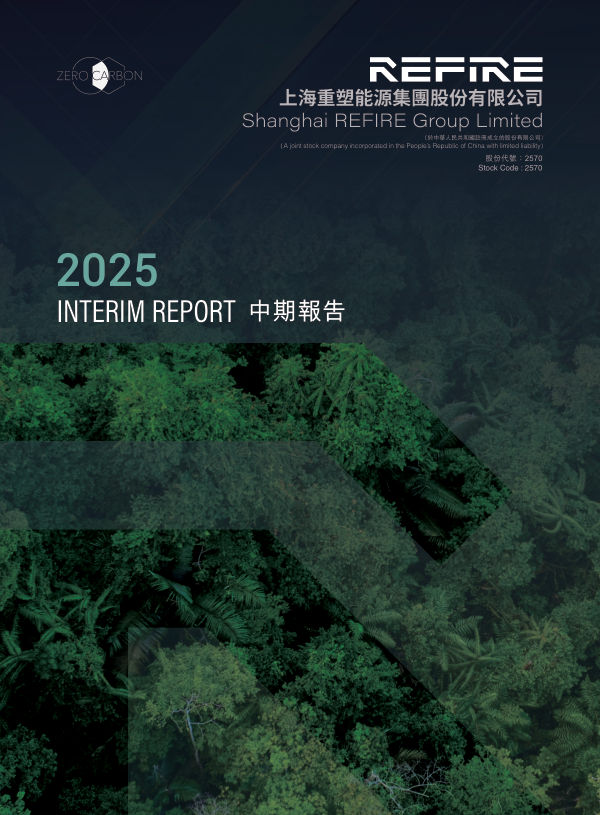 ZERO CARBON
REFIRE
上海重塑能源集團股份有限公司
Shanghai REFIRE Group Limited
(於中華人民共和國註冊成立的股份有限公司)
(A joint stock company incorporated in the People's Republic of China with limited liability)
股份代號：2570
Stock Code : 2570
2025
INTERIM REPORT 中期報告